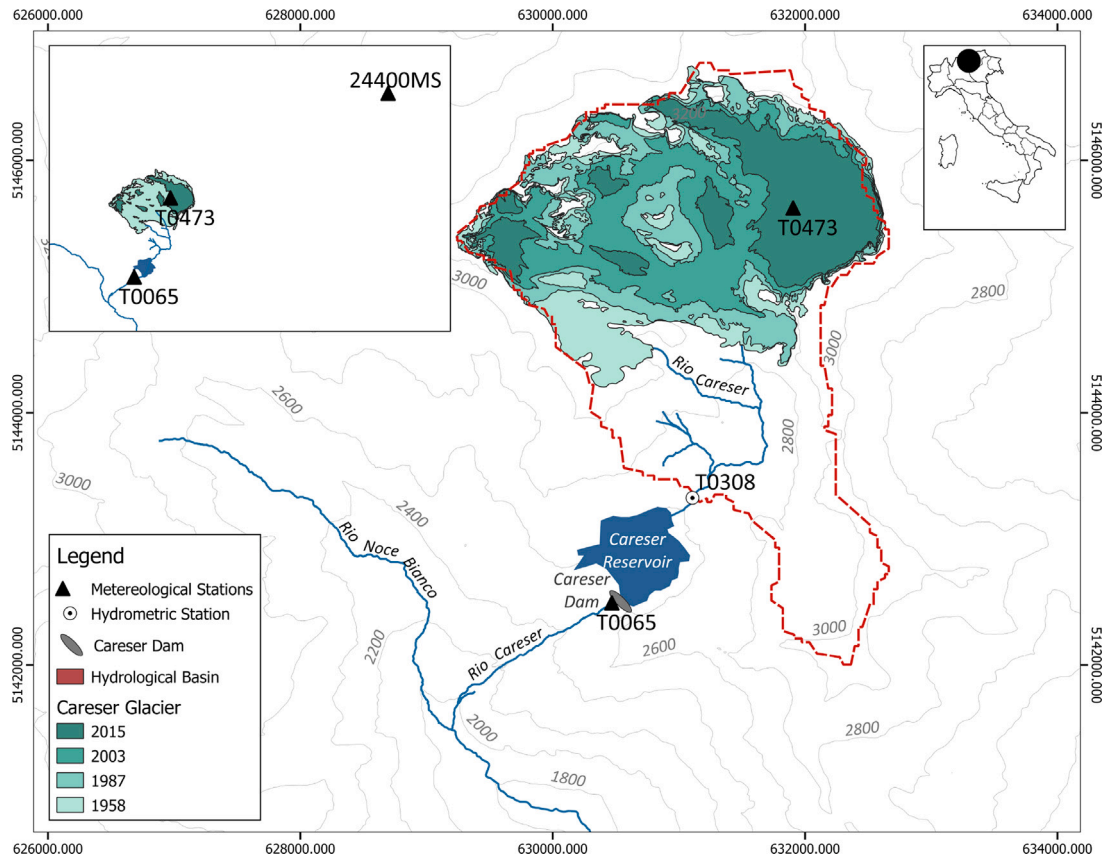 626000.000
628000.000
630000.000
632000.000
634000.000
24400MS
T0473
T0065
3200
T0473
5146000.000
5146000.000
3000
2800
3000
Rio Careser
2600
2800
5144000.000
5144000.000
3000
T0308
2400
Rio Noce Bianco
Careser
Reservoir
Careser
Dam
T0065
Rio Careser
2200
2600
3000
5142000.000
5142000.000
2000
2800
1800
Legend
Metereological Stations
Hydrometric Station
Careser Dam
Hydrological Basin
Careser Glacier
2015
2003
1987
1958
626000.000
628000.000
630000.000
632000.000
634000.000